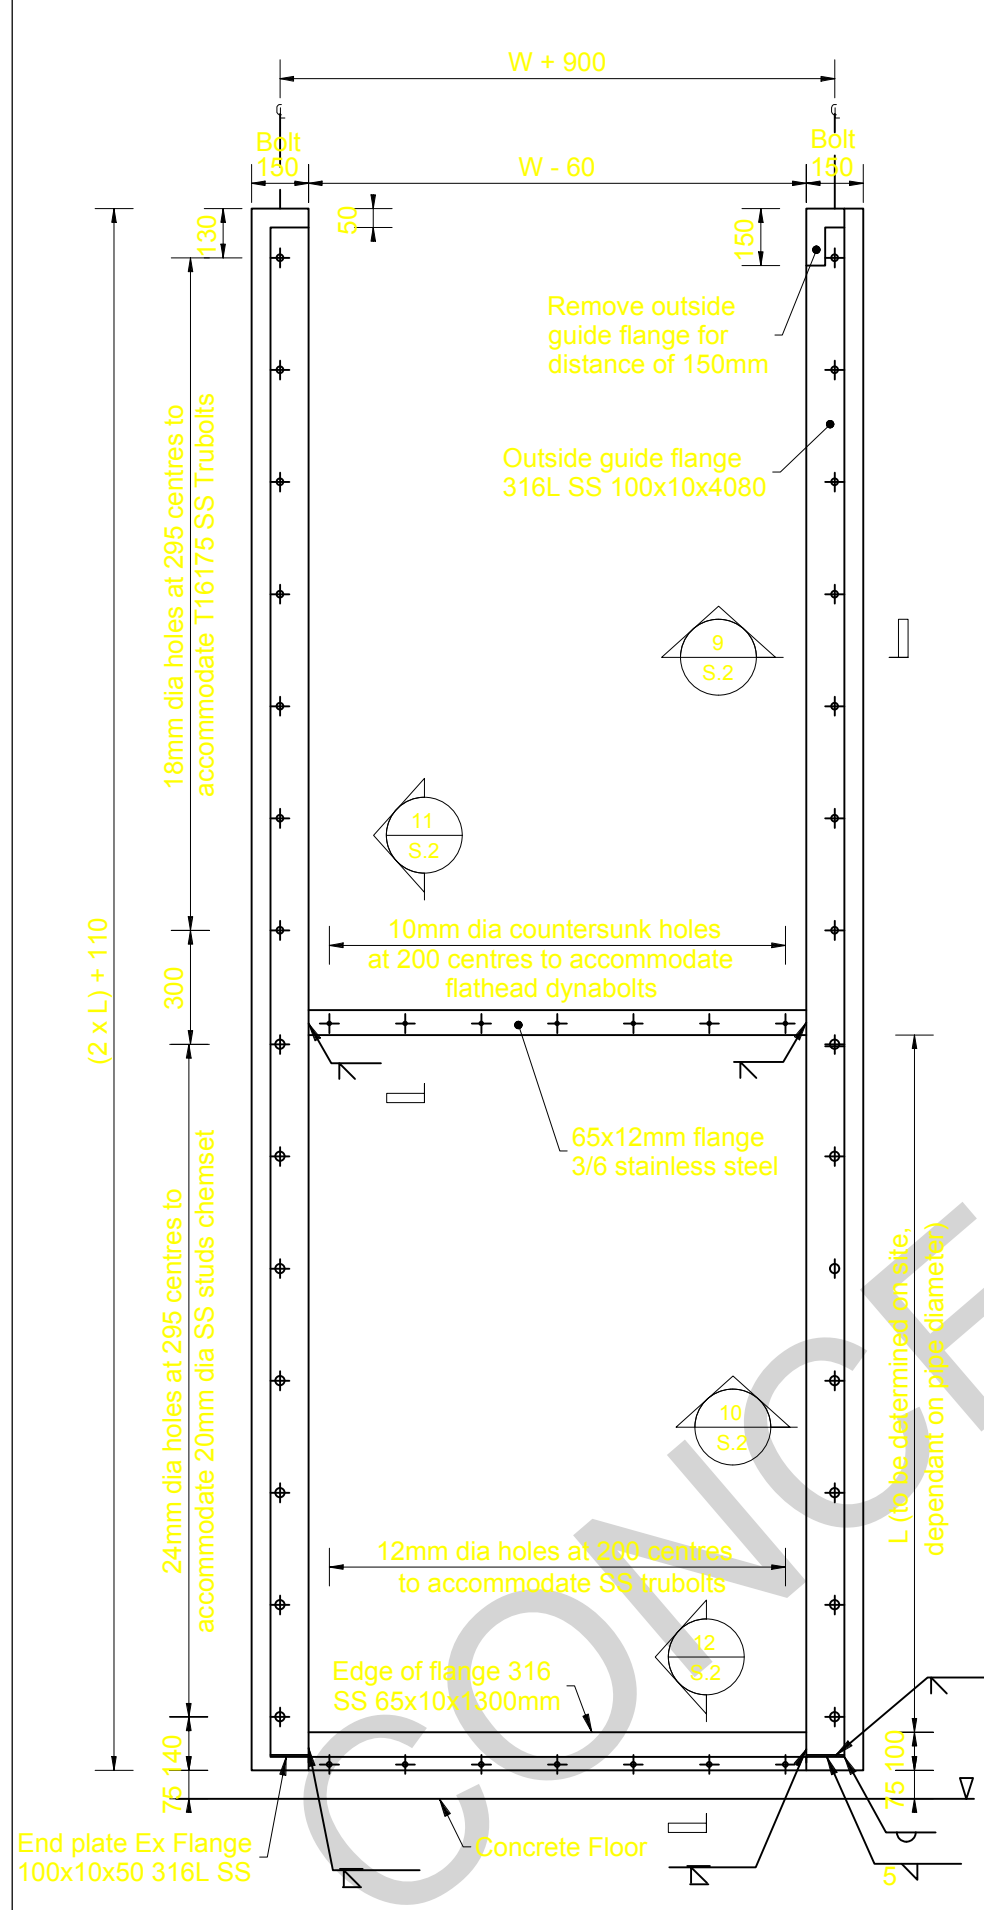 W + 900
℄
℄
Bolt
150
W - 60
Bolt
150
130
50
150
Remove outside
guide flange for
distance of 150mm
Outside guide flange
316L SS 100x10x4080
18mm dia holes at 295 centres to
accommodate T16175 SS Trubolts
9
S.2
11
S.2
(2 x L) + 110
300
10mm dia countersunk holes
at 200 centres to accommodate
flathead dynabolts
65x12mm flange
3/6 stainless steel
24mm dia holes at 295 centres to
accommodate 20mm dia SS studs chemset
L (to be determined on site,
dependant on pipe diameter)
10
S.2
12mm dia holes at 200 centres
to accommodate SS trubolts
12
S.2
Edge of flange 316
SS 65x10x1300mm
140
75
100
75
End plate Ex Flange
100x10x50 316L SS
Concrete Floor
5